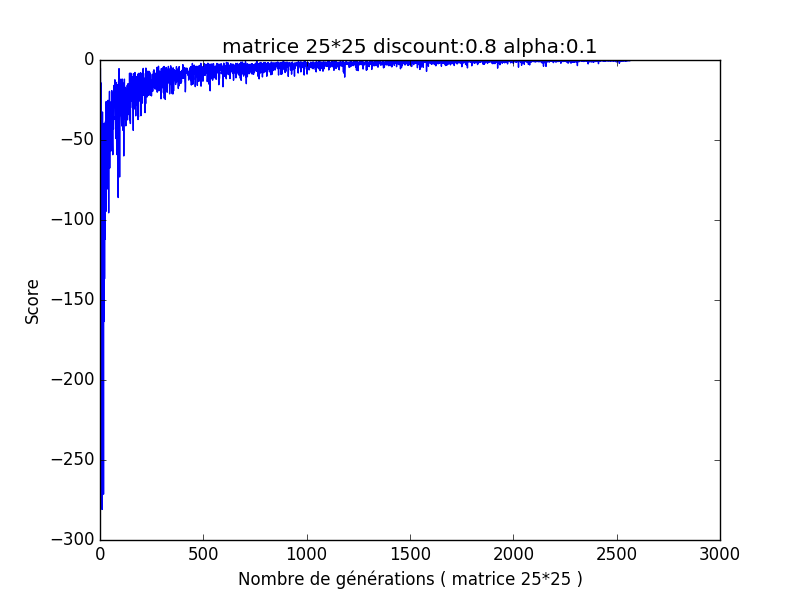 matrice 25*25 discount:0.8 alpha:0.1
0
−50
−100
−150
−200
−250
−300
Score
0 500 1000 1500 2000 2500 3000
Nombre de générations ( matrice 25*25 )